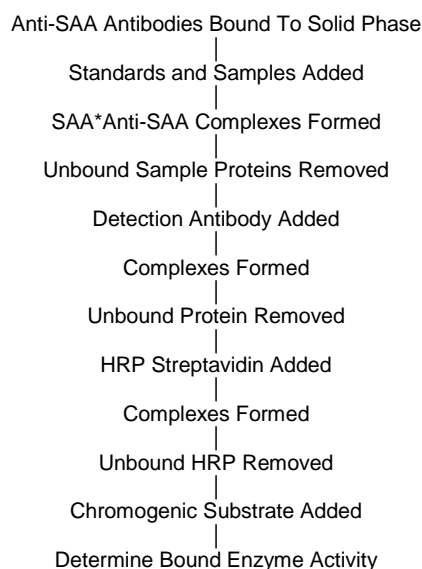 Anti-SAA Antibodies Bound To Solid Phase
Standards and Samples Added
SAA*Anti-SAA Complexes Formed
Unbound Sample Proteins Removed
Detection Antibody Added
Complexes Formed
Unbound Protein Removed
HRP Streptavidin Added
Complexes Formed
Unbound HRP Removed
Chromogenic Substrate Added
Determine Bound Enzyme Activity